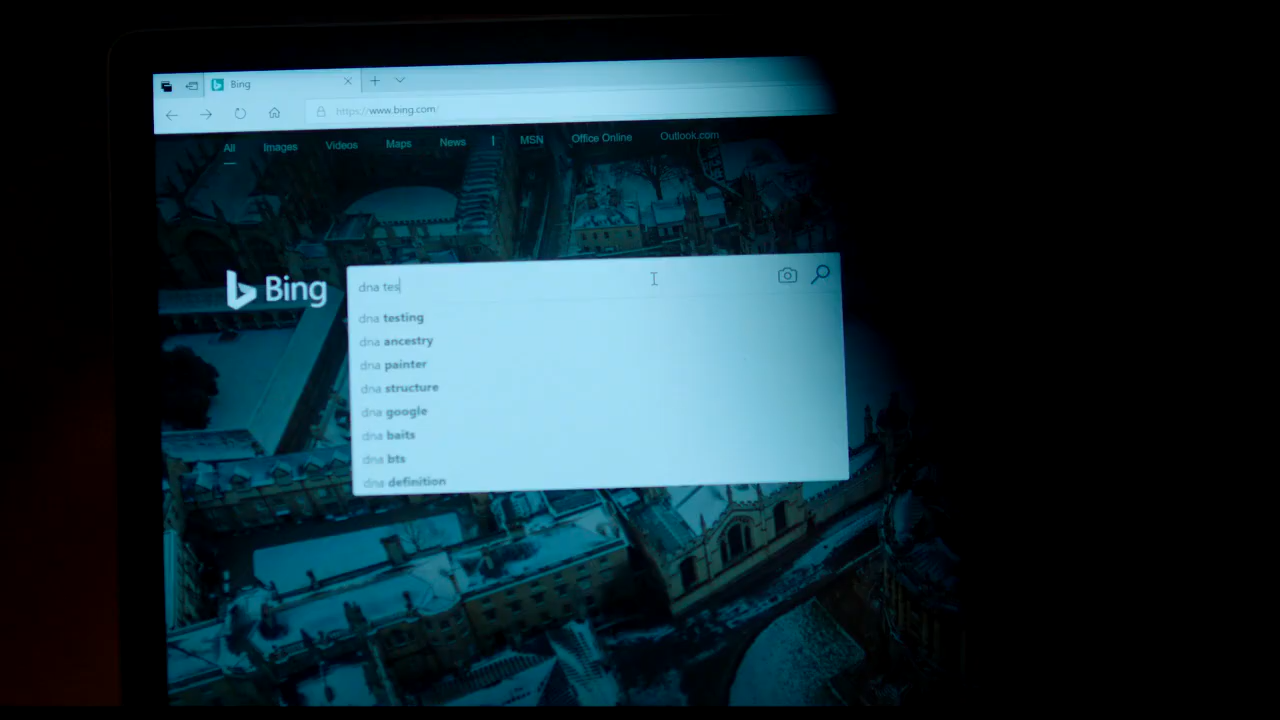 Bing
https://www.bing.com/
All Images Videos Maps News | MSN Office Online Outlook.com
Bing
dna tes
dna testing
dna ancestry
dna painter
dna structure
dna google
dna baits
dna bts
dna definition